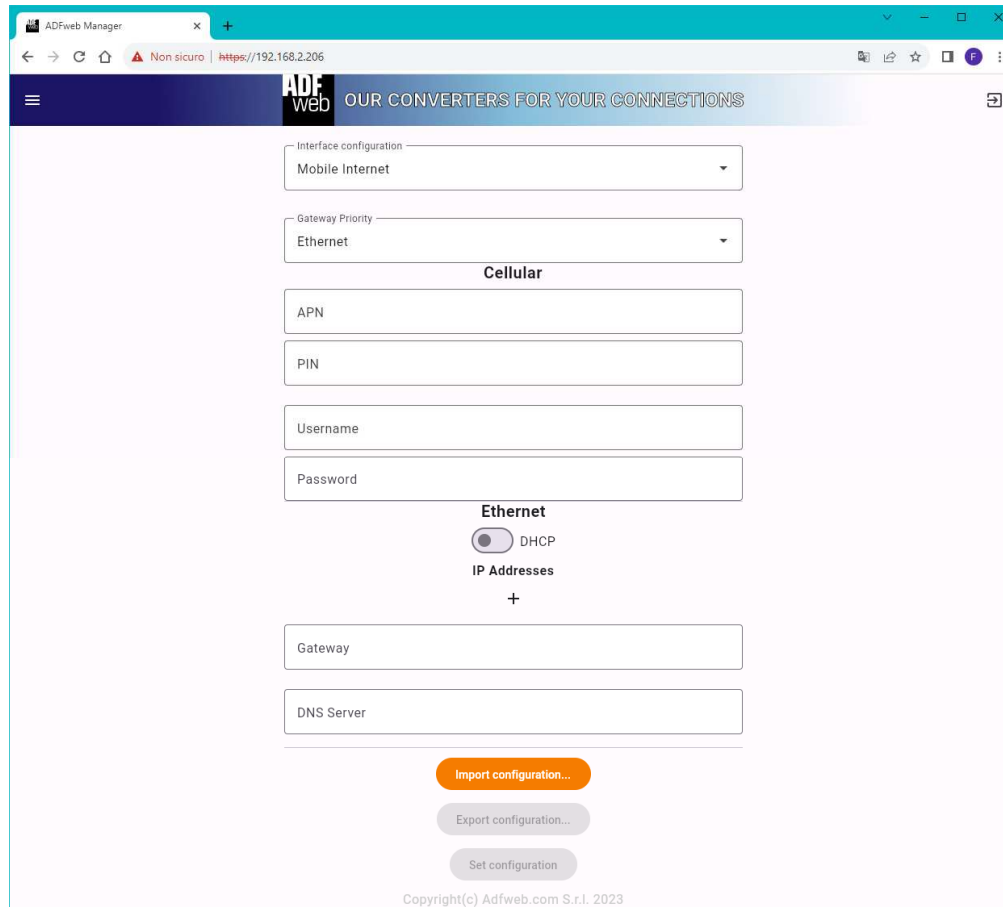 ADFweb Manager
Non sicuro | https://192.168.2.206
F
ADF
web
OUR CONVERTERS FOR YOUR CONNECTIONS
Interface configuration
Mobile Internet
Gateway Priority
Ethernet
Cellular
APN
PIN
Username
Password
Ethernet
DHCP
IP Addresses
+
Gateway
DNS Server
Import configuration...
Export configuration...
Set configuration
Copyright(c) Adfweb.com S.r.l. 2023